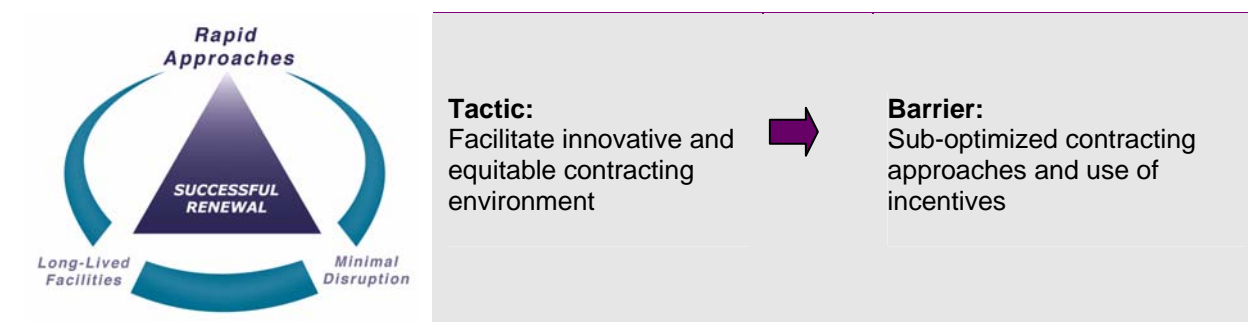 Rapid
Approaches
SUCCESSFUL
RENEWAL
Long-Lived
Facilities
Minimal
Disruption
Tactic:
Facilitate innovative and
equitable contracting
environment
Barrier:
Sub-optimized contracting
approaches and use of
incentives